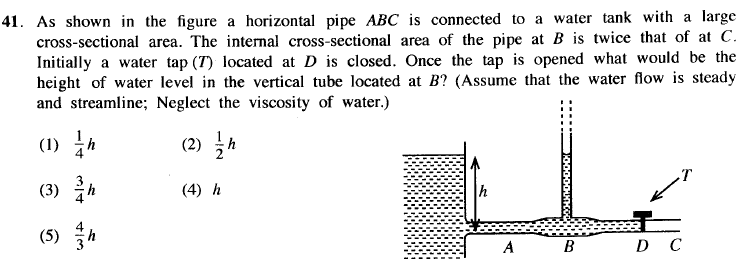 41. As shown in the figure a horizontal pipe ABC is connected to a water tank with a large
cross-sectional area. The internal cross-sectional area of the pipe at B is twice that of at C.
Initially a water tap (T) located at D is closed. Once the tap is opened what would be the
height of water level in the vertical tube located at B? (Assume that the water flow is steady
and streamline; Neglect the viscosity of water.)
(1) 1/4 h (2) 1/2 h
(3) 3/4 h (4) h
(5) 4/3 h
T
h
A B D C